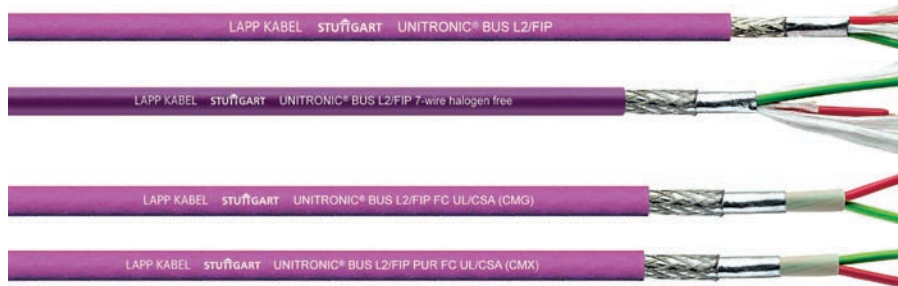 LAPP KABEL STUTTGART UNITRONIC® BUS L2/FIP
LAPP KABEL STUTTGART UNITRONIC® BUS L2/FIP 7-wire halogen free
LAPP KABEL STUTTGART UNITRONIC® BUS L2/FIP FC UL/CSA (CMG)
LAPP KABEL STUTTGART UNITRONIC® BUS L2/FIP PUR FC UL/CSA (CMX)